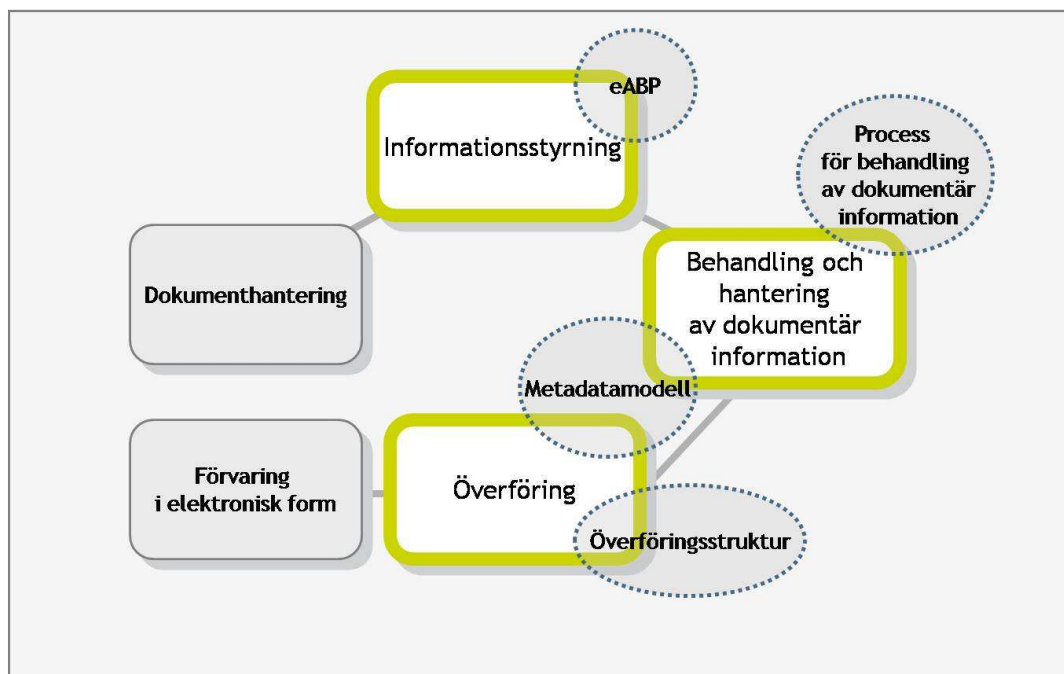 eABP
Informationsstyrning
Process
för behandling
av dokumentär
information
Dokumenthantering
Behandling och
hantering
av dokumentär
information
Metadatamodell
Förvaring
i elektronisk form
Överföring
Överföringsstruktur